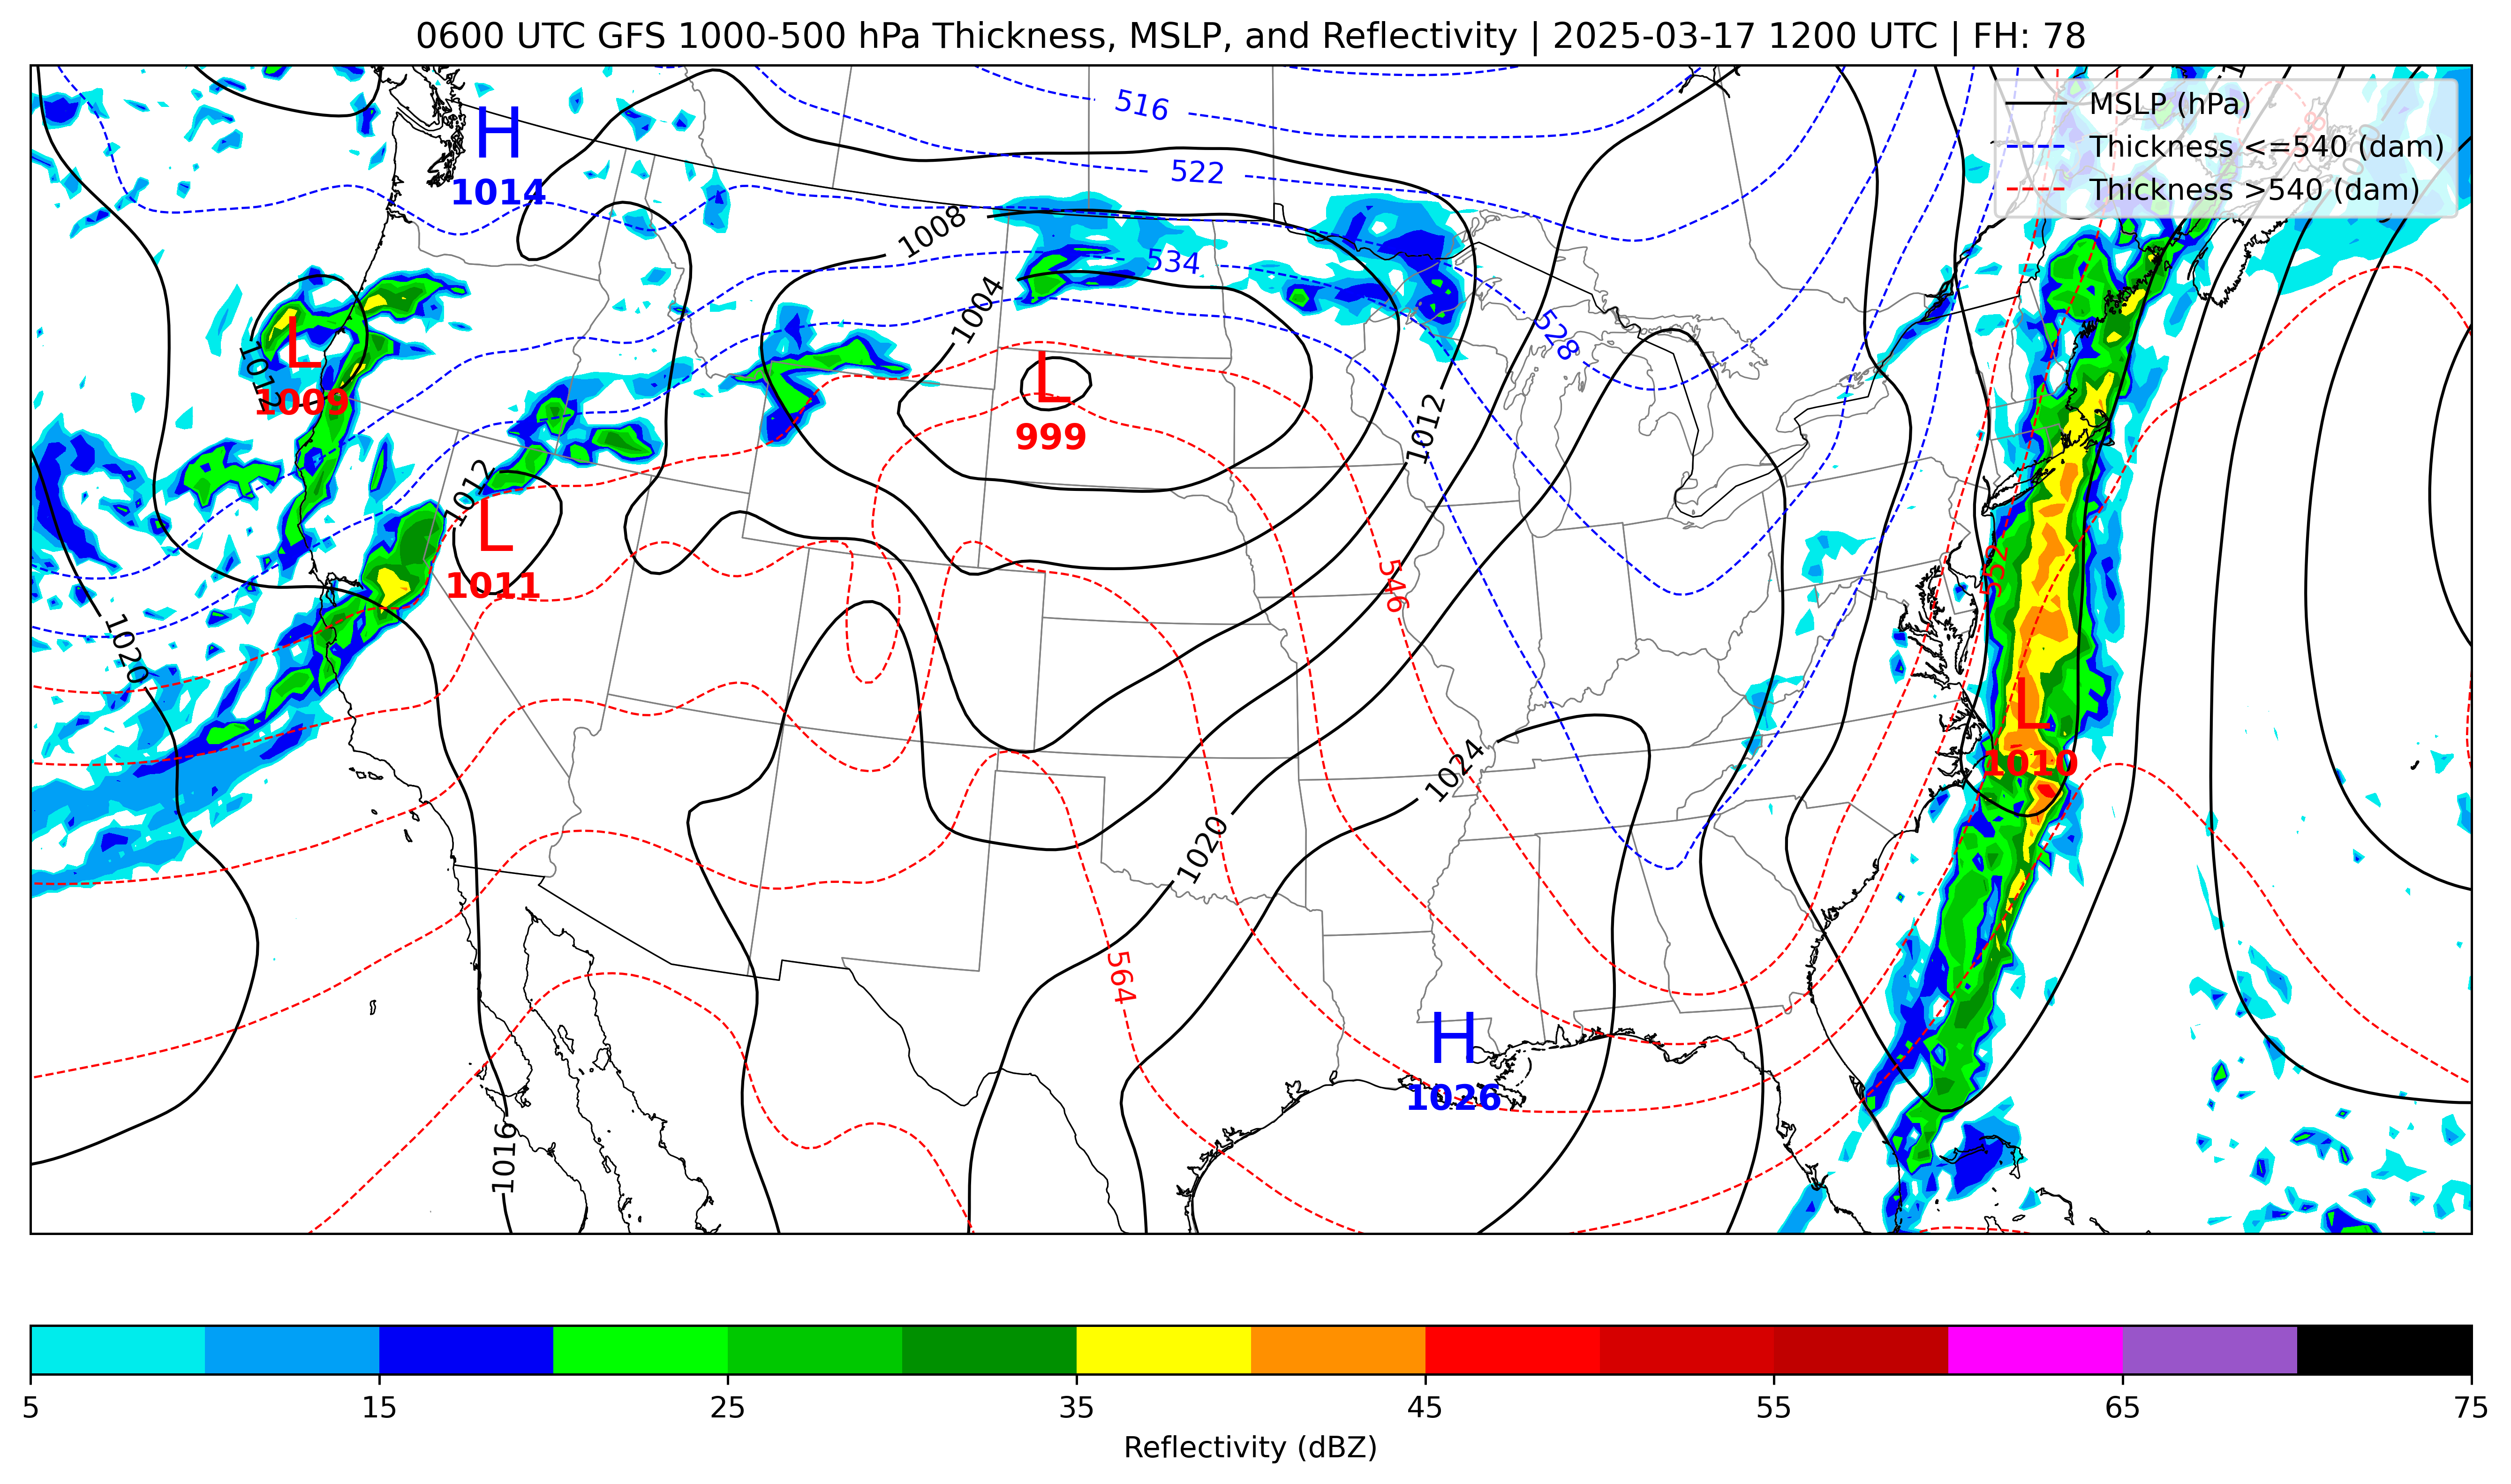 0600 UTC GFS 1000-500 hPa Thickness, MSLP, and Reflectivity | 2025-03-17 1200 UTC | FH: 78
MSLP (hPa)
Thickness <=540 (dam)
Thickness >540 (dam)
516
H
1014
522
1008
534
1004
528
L
1009
1012
L
999
1012
1012
L
1011
546
552
1020
L
1010
1024
1020
564
H
1026
1016
5 15 25 35 45 55 65 75
Reflectivity (dBZ)